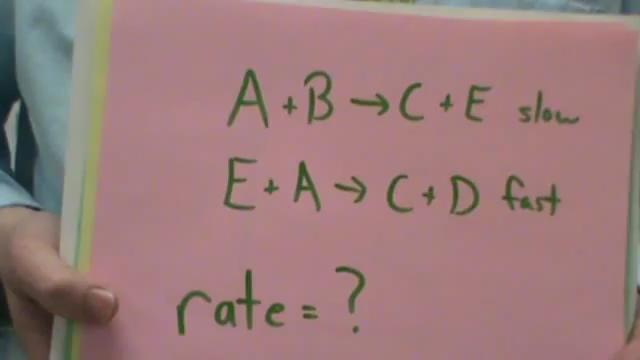 A + B → C + E slow
E + A → C + D fast
rate = ?